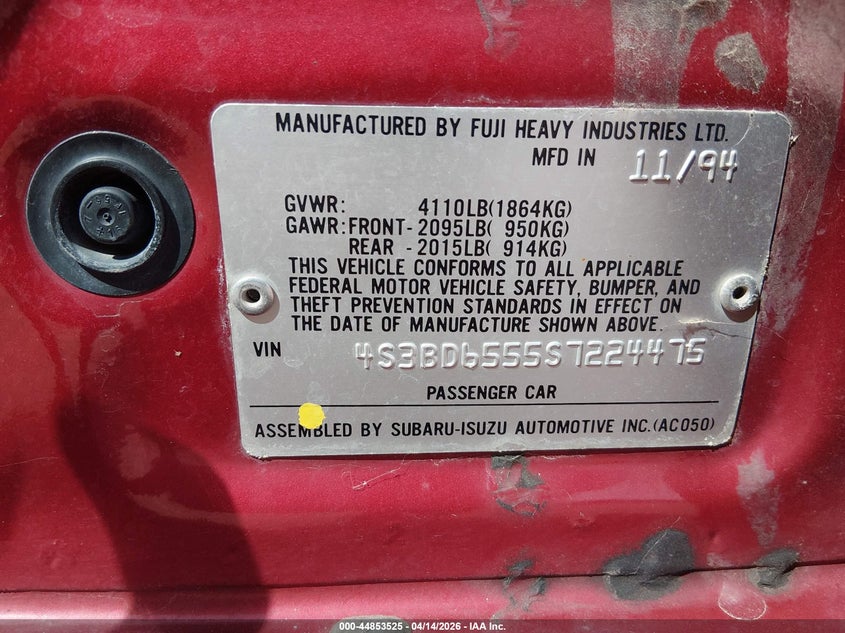 MANUFACTURED BY FUJI HEAVY INDUSTRIES LTD.
MFD IN 11/94
GVWR: 4110LB(1864KG)
GAWR:FRONT-2095LB( 950KG)
REAR -2015LB( 914KG)
THIS VEHICLE CONFORMS TO ALL APPLICABLE
FEDERAL MOTOR VEHICLE SAFETY, BUMPER, AND
THEFT PREVENTION STANDARDS IN EFFECT ON
THE DATE OF MANUFACTURE SHOWN ABOVE.
VIN 4S3BD6555S7224475
PASSENGER CAR
ASSEMBLED BY SUBARU-ISUZU AUTOMOTIVE INC.(AC050)
000-44853525 | 04/14/2026 - IAA Inc.